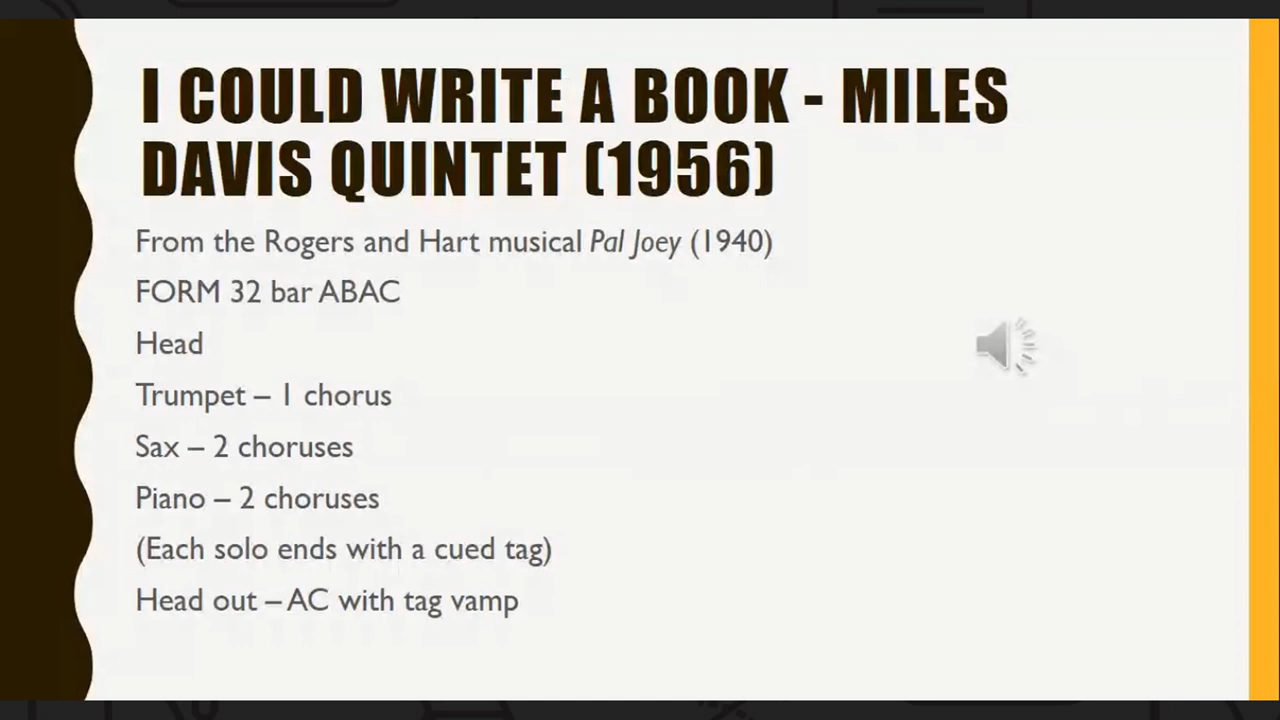 I COULD WRITE A BOOK - MILES
DAVIS QUINTET (1956)
From the Rogers and Hart musical Pal Joey (1940)
FORM 32 bar ABAC
Head
Trumpet – 1 chorus
Sax – 2 choruses
Piano – 2 choruses
(Each solo ends with a cued tag)
Head out – AC with tag vamp